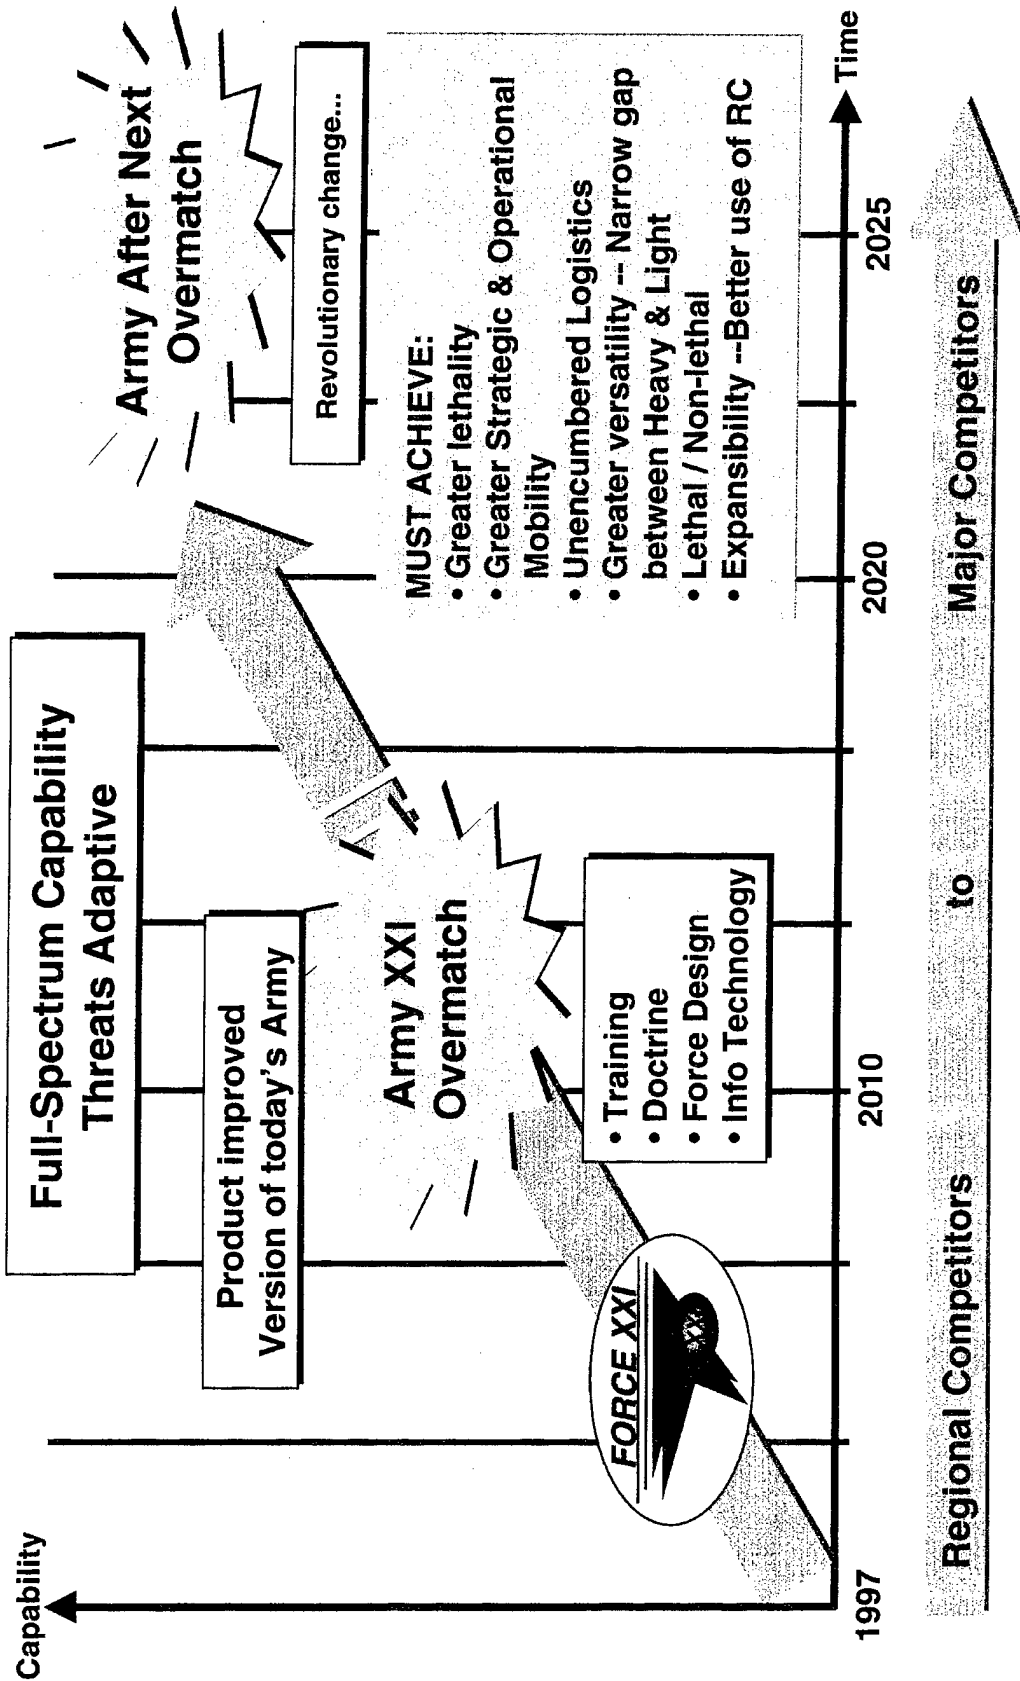 Capability
Full-Spectrum Capability
Threats Adaptive
Product improved
Version of today's Army
Army After Next
Overmatch
Revolutionary change...
Army XXI
Overmatch
MUST ACHIEVE:
• Greater lethality
• Greater Strategic & Operational
Mobility
• Unencumbered Logistics
• Greater versatility -- Narrow gap
between Heavy & Light
• Lethal / Non-lethal
• Expansibility --Better use of RC
• Training
• Doctrine
• Force Design
• Info Technology
FORCE XXI
XXI
1997
2010
2020
2025
Time
Regional Competitors to Major Competitors